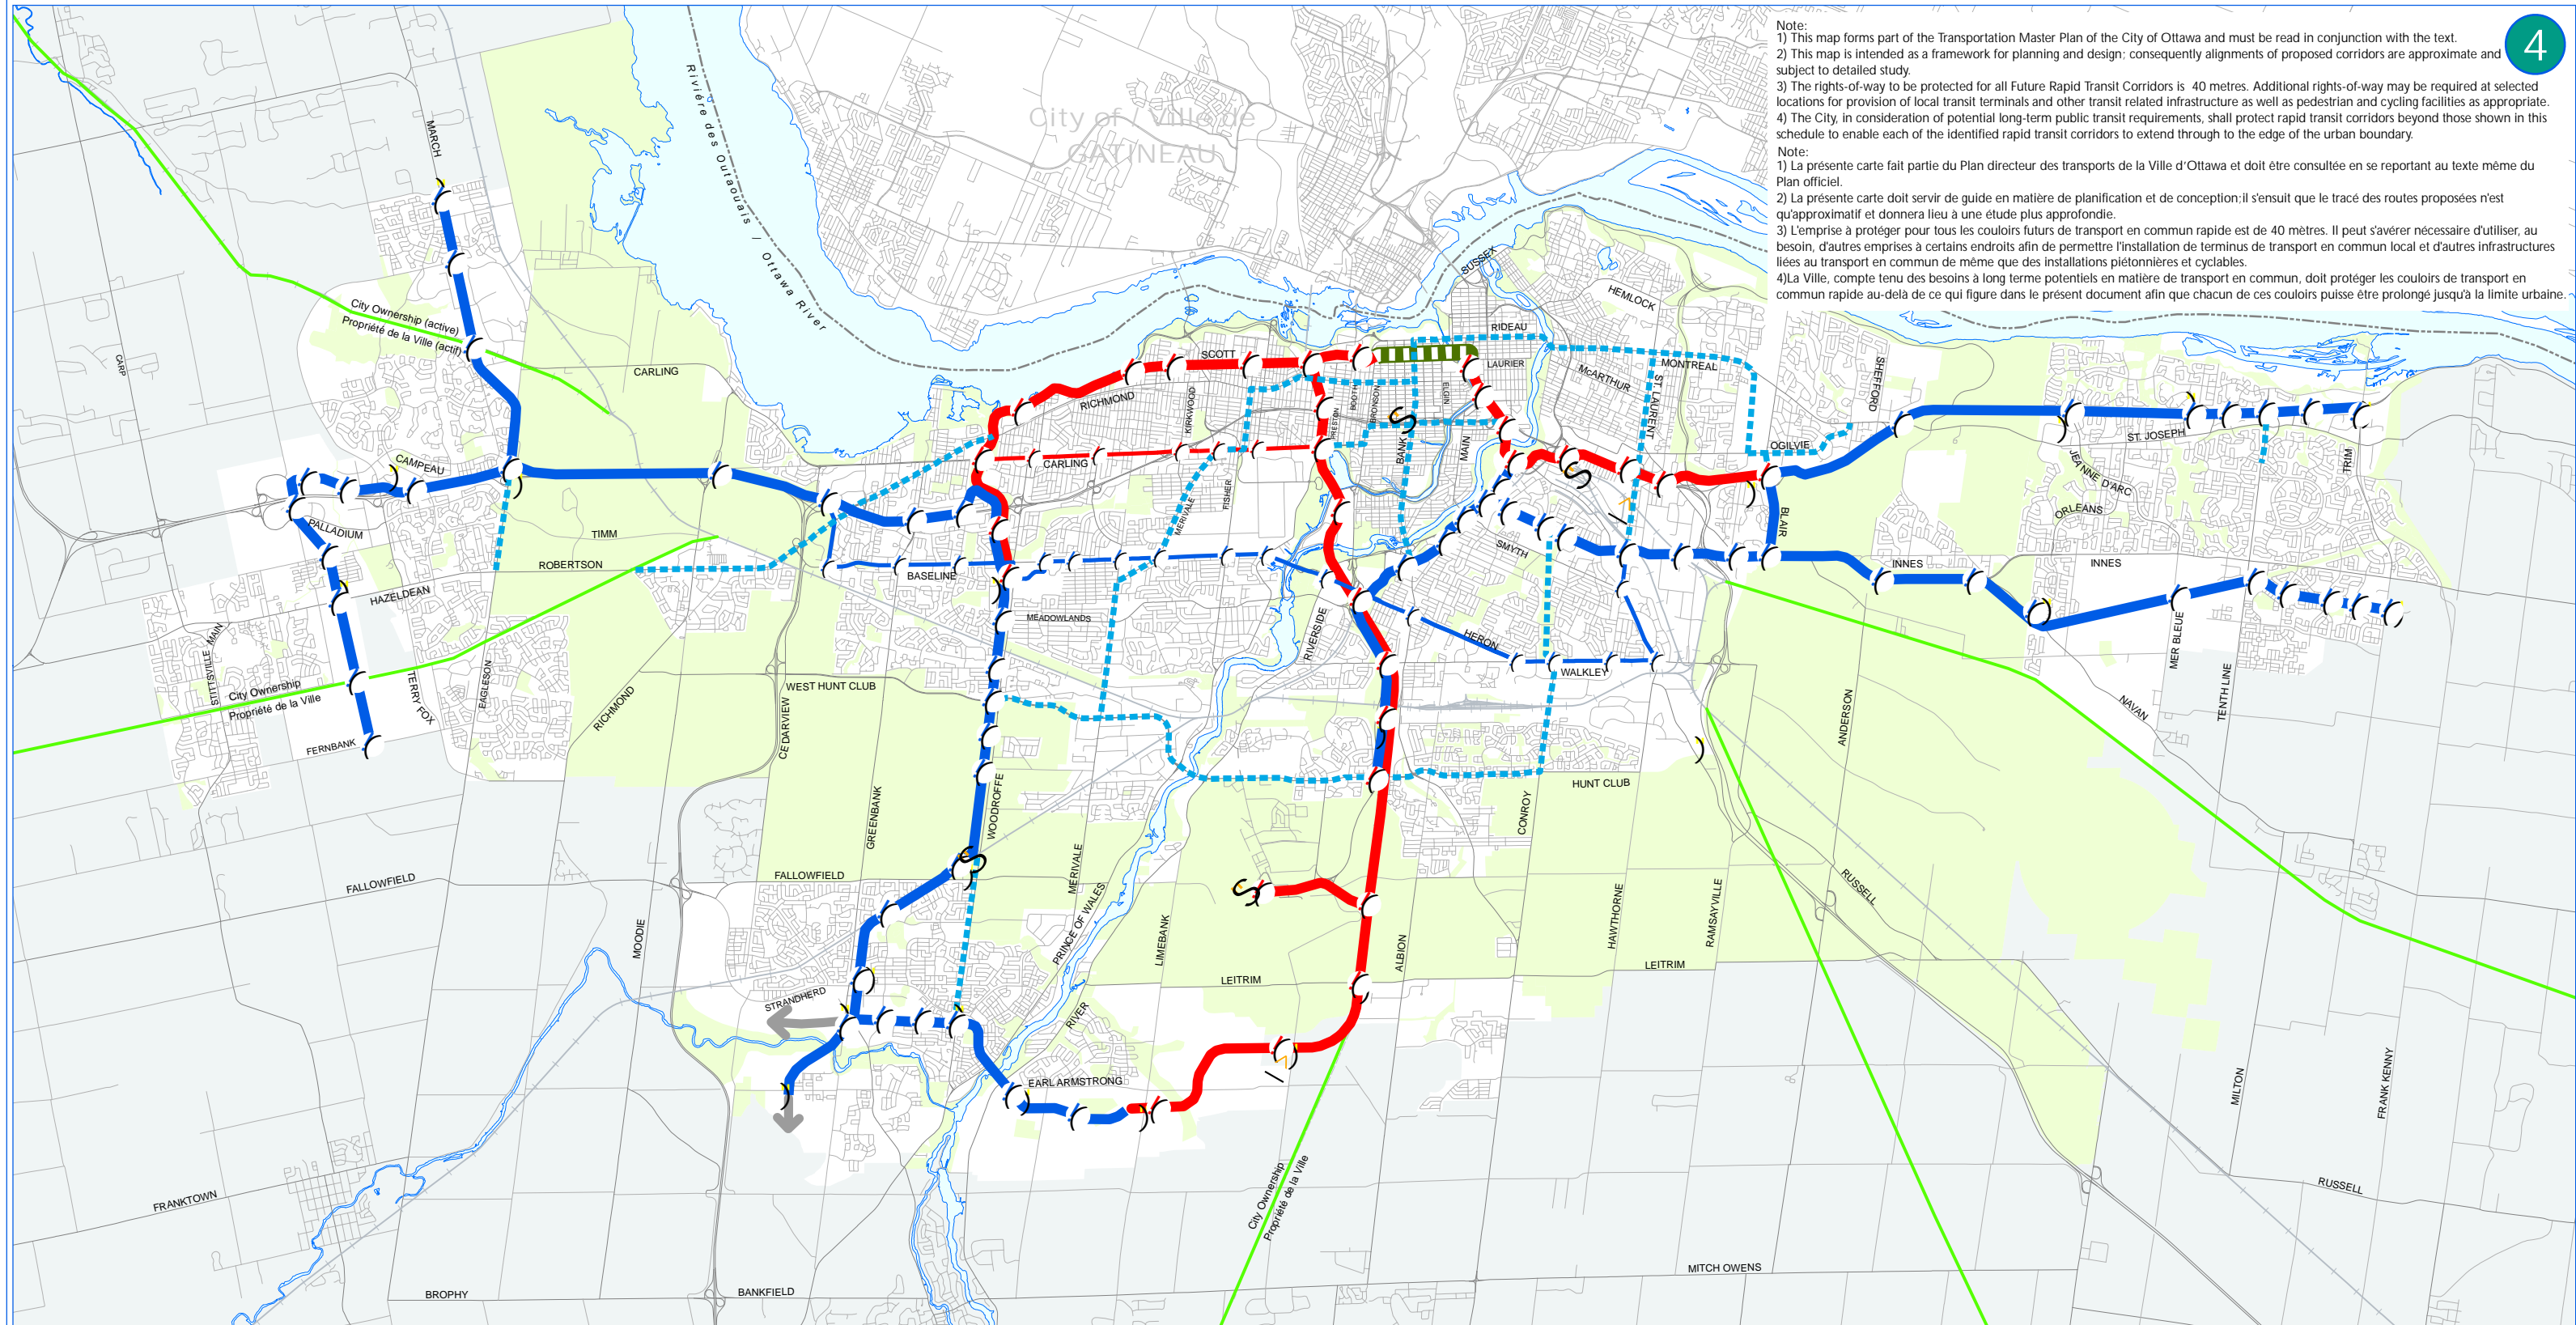 Note:
1) This map forms part of the Transportation Master Plan of the City of Ottawa and must be read in conjunction with the text.
2) This map is intended as a framework for planning and design; consequently alignments of proposed corridors are approximate and
subject to detailed study.
3) The rights-of-way to be protected for all Future Rapid Transit Corridors is 40 metres. Additional rights-of-way may be required at selected
locations for provision of local transit terminals and other transit related infrastructure as well as pedestrian and cycling facilities as appropriate.
4) The City, in consideration of potential long-term public transit requirements, shall protect rapid transit corridors beyond those shown in this
schedule to enable each of the identified rapid transit corridors to extend through to the edge of the urban boundary.
Note:
1) La présente carte fait partie du Plan directeur des transports de la Ville d'Ottawa et doit être consultée en se reportant au texte même du
Plan officiel.
2) La présente carte doit servir de guide en matière de planification et de conception;il s'ensuit que le tracé des routes proposées n'est
qu'approximatif et donnera lieu à une étude plus approfondie.
3) L'emprise à protéger pour tous les couloirs futurs de transport en commun rapide est de 40 mètres. Il peut s'avérer nécessaire d'utiliser, au
besoin, d'autres emprises à certains endroits afin de permettre l'installation de terminus de transport en commun local et d'autres infrastructures
liées au transport en commun de même que des installations piétonnières et cyclables.
4)La Ville, compte tenu des besoins à long terme potentiels en matière de transport en commun, doit protéger les couloirs de transport en
commun rapide au-delà de ce qui figure dans le présent document afin que chacun de ces couloirs puisse être prolongé jusqu'à la limite urbaine.
4
City of / Ville de
GATINEAU
Rivière des Outaouais / Ottawa River
MARCH
City Ownership (active)
Propriété de la Ville (actif)
CARP
CARLING
CAMPEAU
PALLADIUM
TIMM
ROBERTSON
HAZELDEAN
STITTSVILLE MAIN
City Ownership
Propriété de la Ville
TERRY FOX
EAGLESON
RICHMOND
FERNBANK
SUSSEX
HEMLOCK
RIDEAU
SCOTT
LAURIER
MONTREAL
McARTHUR
ST. LAURENT
SHEFFORD
OGILVIE
RICHMOND
KIRKWOOD
BOOTH
BRONSON
PRESTON
ELGIN
BANK
MAIN
CARLING
MERIVALE
FISHER
BASELINE
MEADOWLANDS
SMYTH
BLAIR
HERON
RIVERSIDE
WALKLEY
WEST HUNT CLUB
CEDARVIEW
GREENBANK
WOODROFFE
HUNT CLUB
CONROY
ST. JOSEPH
JEANNE D'ARC
ORLEANS
TRIM
INNES
INNES
MER BLEUE
TENTH LINE
NAVAN
ANDERSON
FALLOWFIELD
FALLOWFIELD
MOODIE
MERIVALE
PRINCE OF WALES
LIMEBANK
LEITRIM
ALBION
HAWTHORNE
RAMSAYVILLE
RUSSELL
LEITRIM
STRANDHERD
RIVER
EARL ARMSTRONG
City Ownership
Propriété de la Ville
MILTON
FRANK KENNY
RUSSELL
FRANKTOWN
BROPHY
BANKFIELD
MITCH OWENS